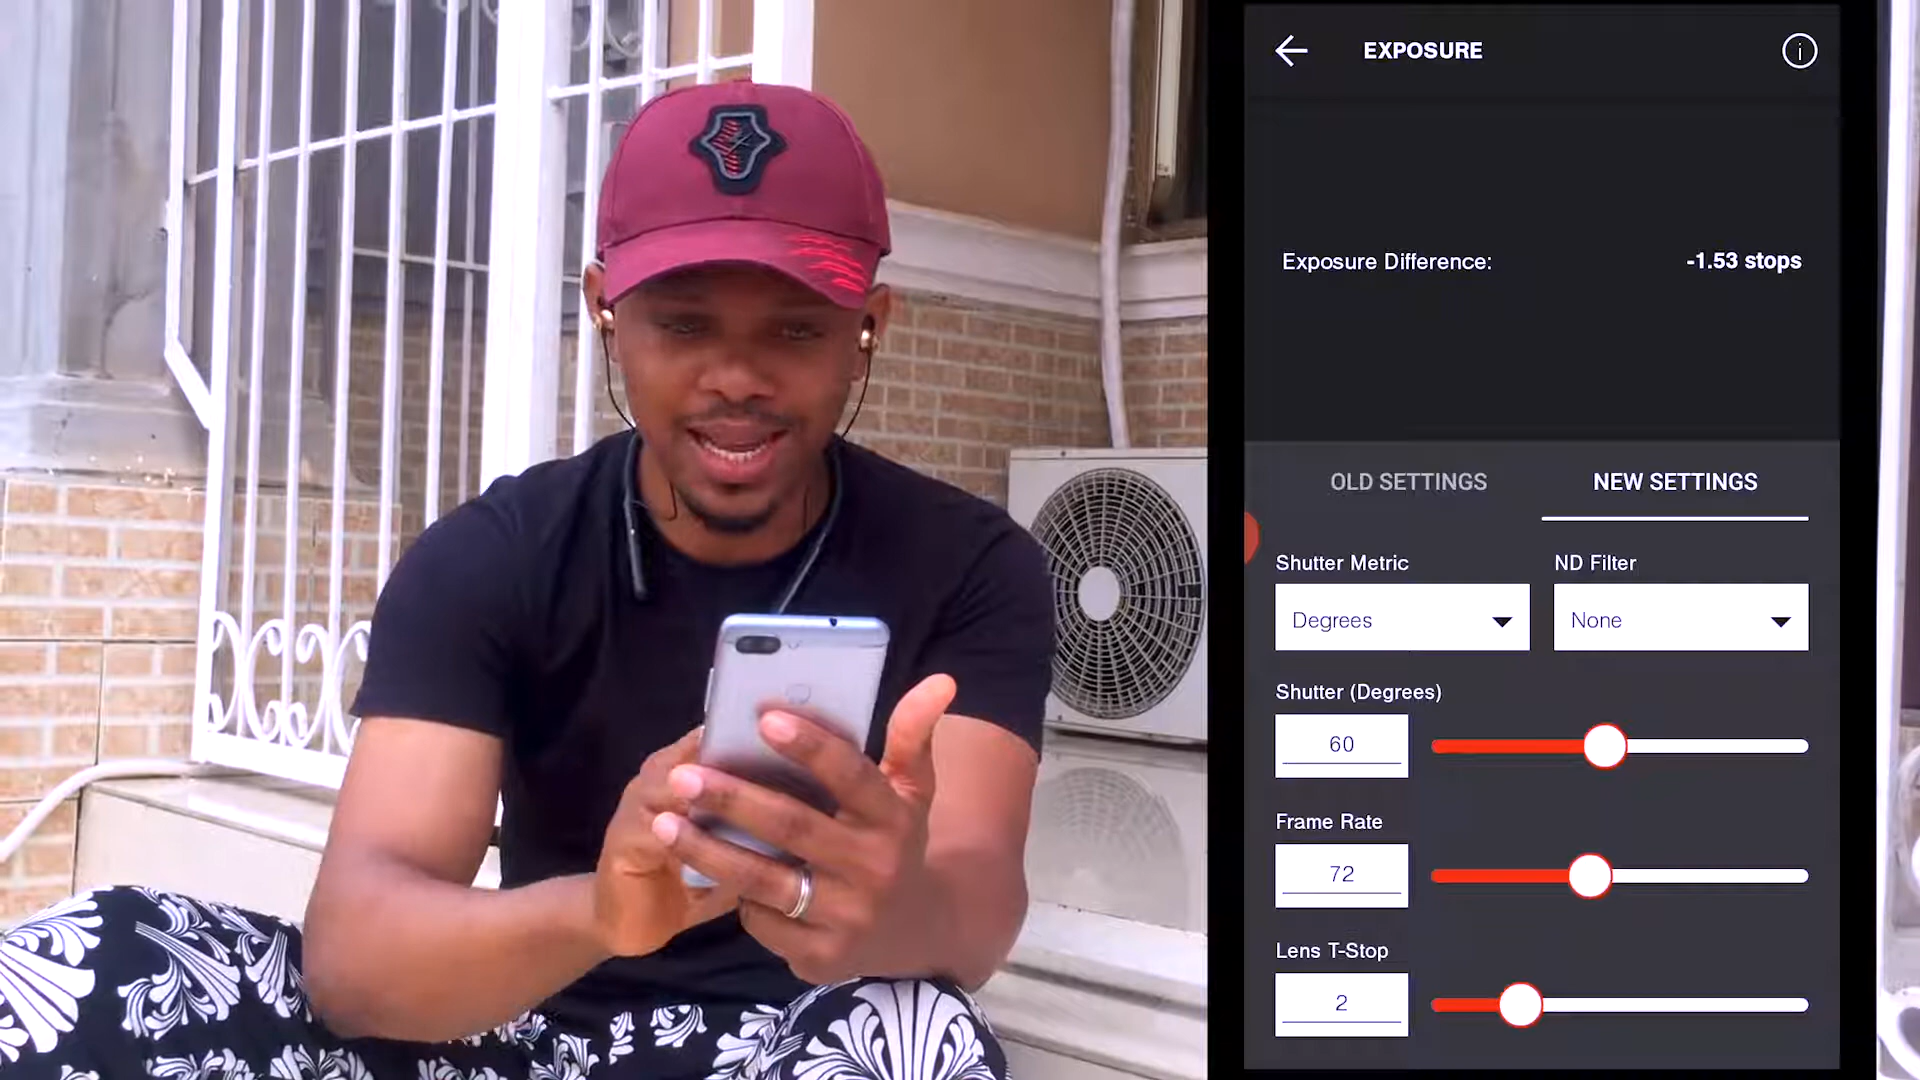 EXPOSURE
Exposure Difference: -1.53 stops
OLD SETTINGS NEW SETTINGS
Shutter Metric ND Filter
Degrees None
Shutter (Degrees)
60
Frame Rate
72
Lens T-Stop
2